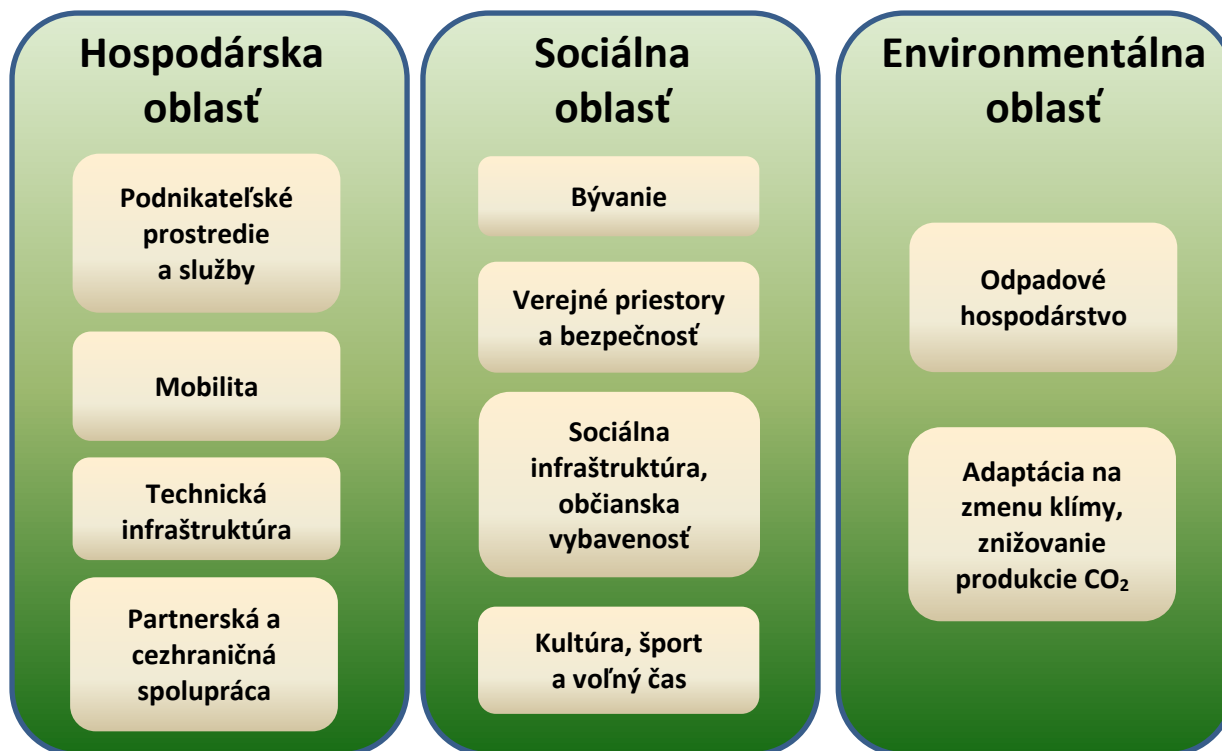 Hospodárska
oblasť
Podnikateľské
prostredie
a služby
Mobilita
Technická
infraštruktúra
Partnerská a
cezhraničná
spolupráca
Sociálna
oblasť
Bývanie
Verejné priestory
a bezpečnosť
Sociálna
infraštruktúra,
občianska
vybavenosť
Kultúra, šport
a voľný čas
Environmentálna
oblasť
Odpadové
hospodárstvo
Adaptácia na
zmenu klímy,
znižovanie
produkcie CO₂